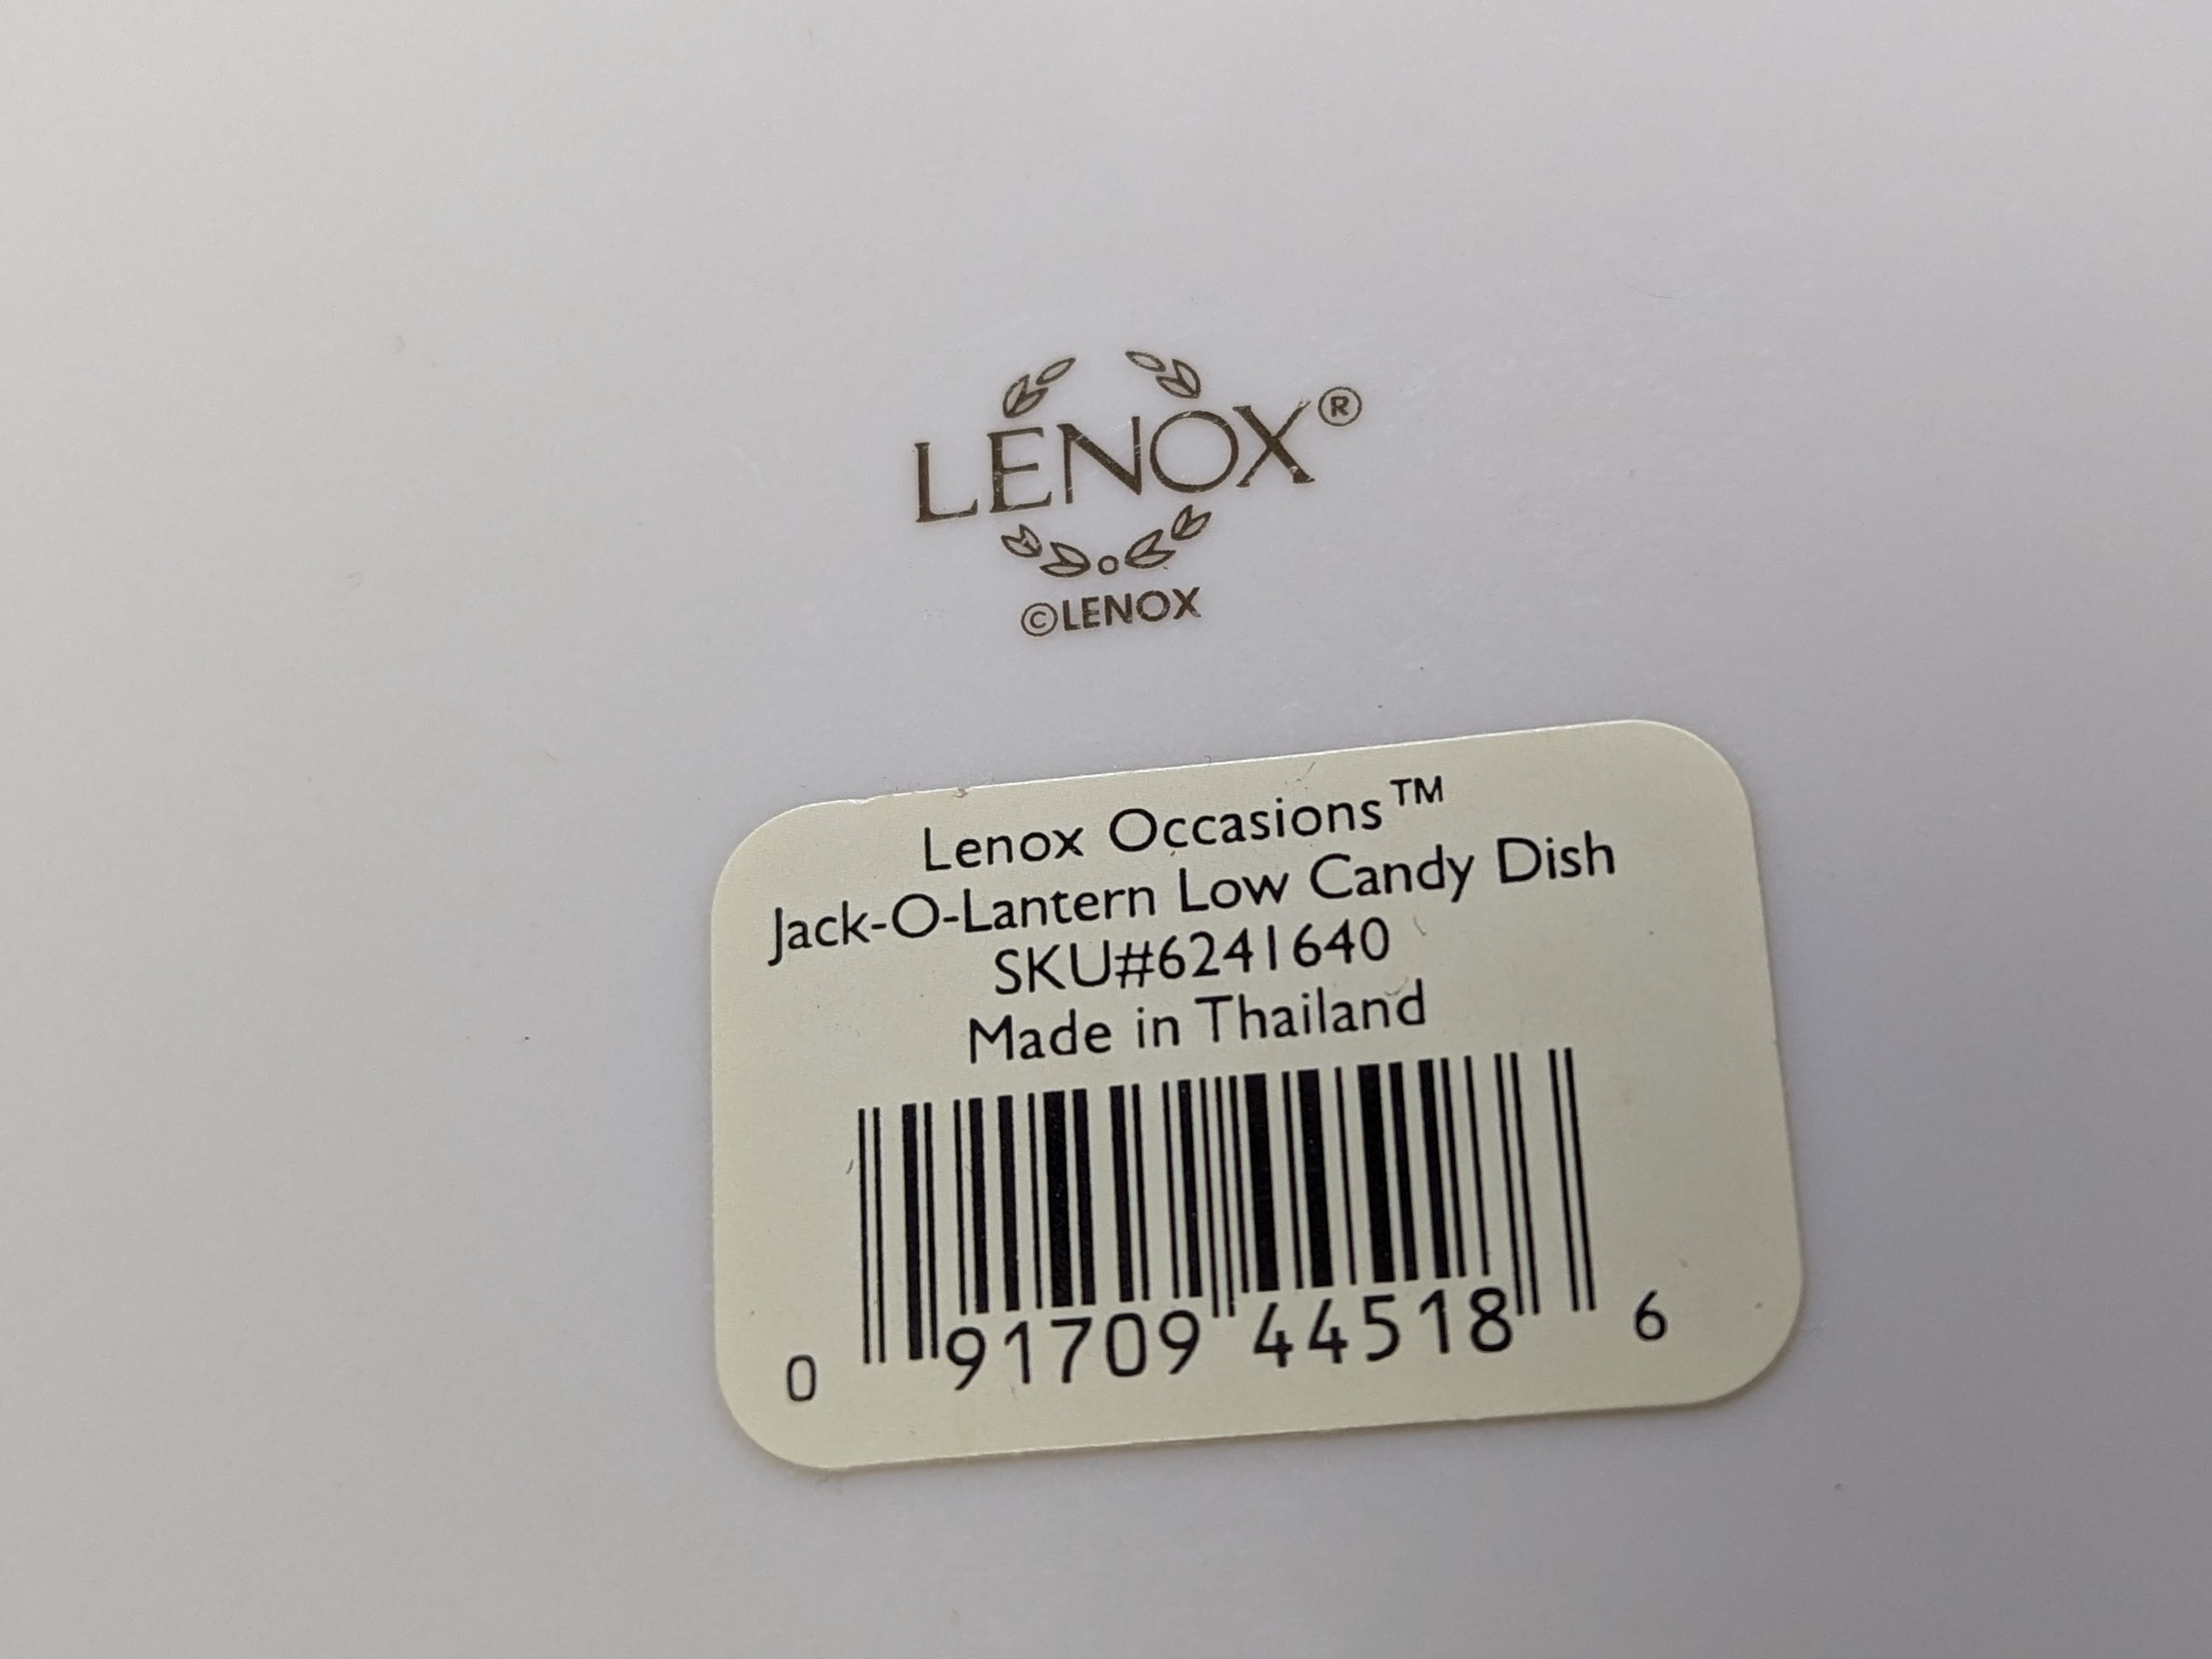 LENOX®
©LENOX
Lenox Occasions™
Jack-O-Lantern Low Candy Dish
SKU#6241640
Made in Thailand
0 91709 44518 6